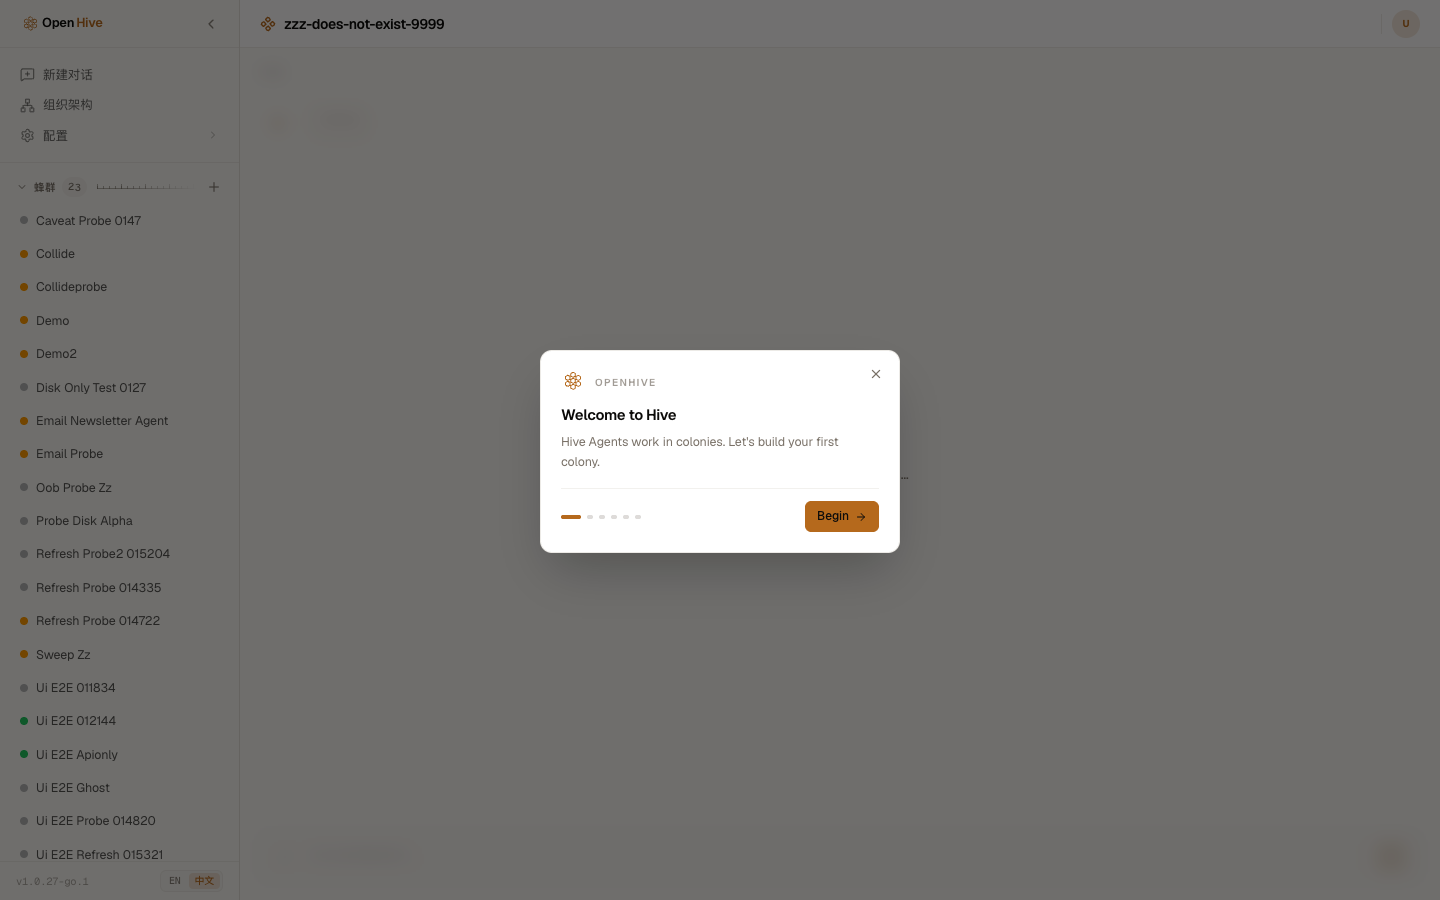 OpenHive
zzz-does-not-exist-9999
U
新建对话
组织架构
配置
蜂群 23
Caveat Probe 0147
Collide
Collideprobe
Demo
Demo2
Disk Only Test 0127
Email Newsletter Agent
Email Probe
Oob Probe Zz
Probe Disk Alpha
Refresh Probe2 015204
Refresh Probe 014335
Refresh Probe 014722
Sweep Zz
Ui E2E 011834
Ui E2E 012144
Ui E2E Apionly
Ui E2E Ghost
Ui E2E Probe 014820
Ui E2E Refresh 015321
v1.0.27-go.1
EN 中文
OPENHIVE
Welcome to Hive
Hive Agents work in colonies. Let's build your first
colony.
Begin →